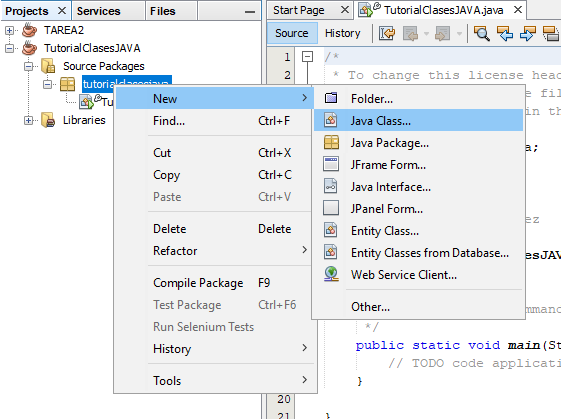 Projects × Services Files
TAREA2
TutorialClasesJAVA
Source Packages
tutorialclasesjava
Tu
Libraries
New
Find... Ctrl+F
Cut Ctrl+X
Copy Ctrl+C
Paste Ctrl+V
Delete Delete
Refactor
Compile Package F9
Test Package Ctrl+F6
Run Selenium Tests
History
Tools
Folder...
Java Class...
Java Package...
JFrame Form...
Java Interface...
JPanel Form...
Entity Class...
Entity Classes from Database...
Web Service Client...
Other...
Start Page × TutorialClasesJAVA.java ×
Source History
1 /*
2 * To change this license head
e file
in th
a;
ez
esJAV
omman
*/
public static void main(St
// TODO code applicati
}
20
21 }